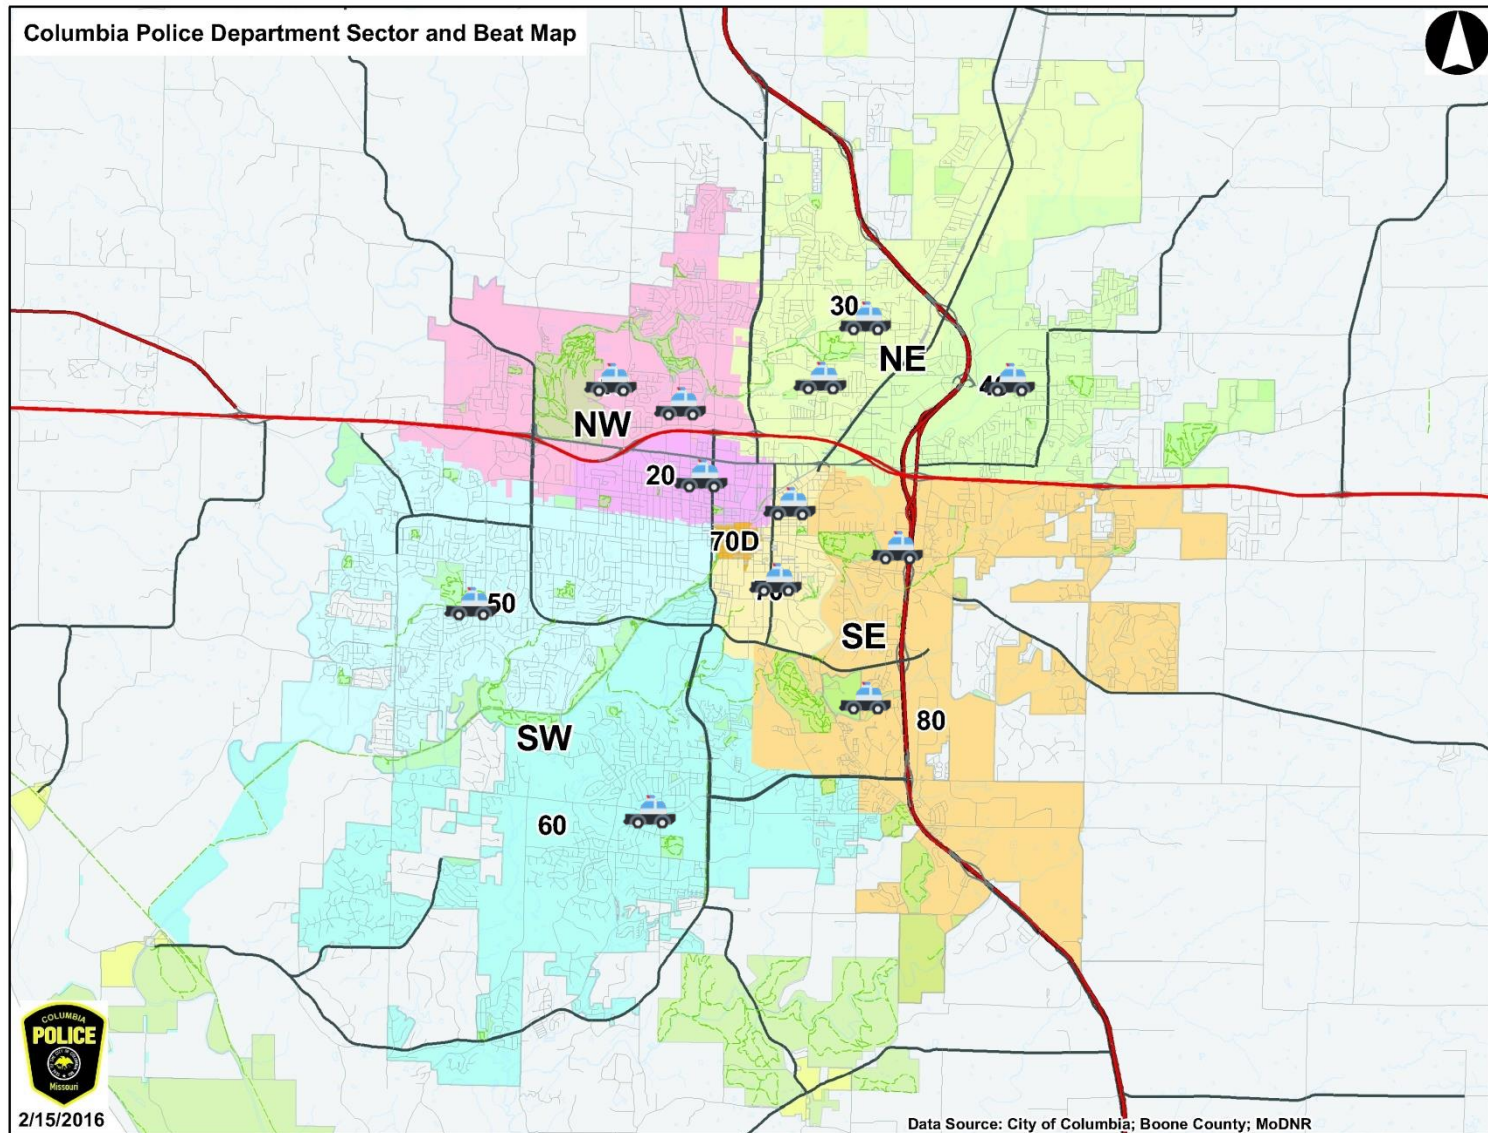 Columbia Police Department Sector and Beat Map
30
NE
NW
20
70D
50
SE
SW
80
60
COLUMBIA
POLICE
Missouri
2/15/2016
Data Source: City of Columbia; Boone County; MoDNR